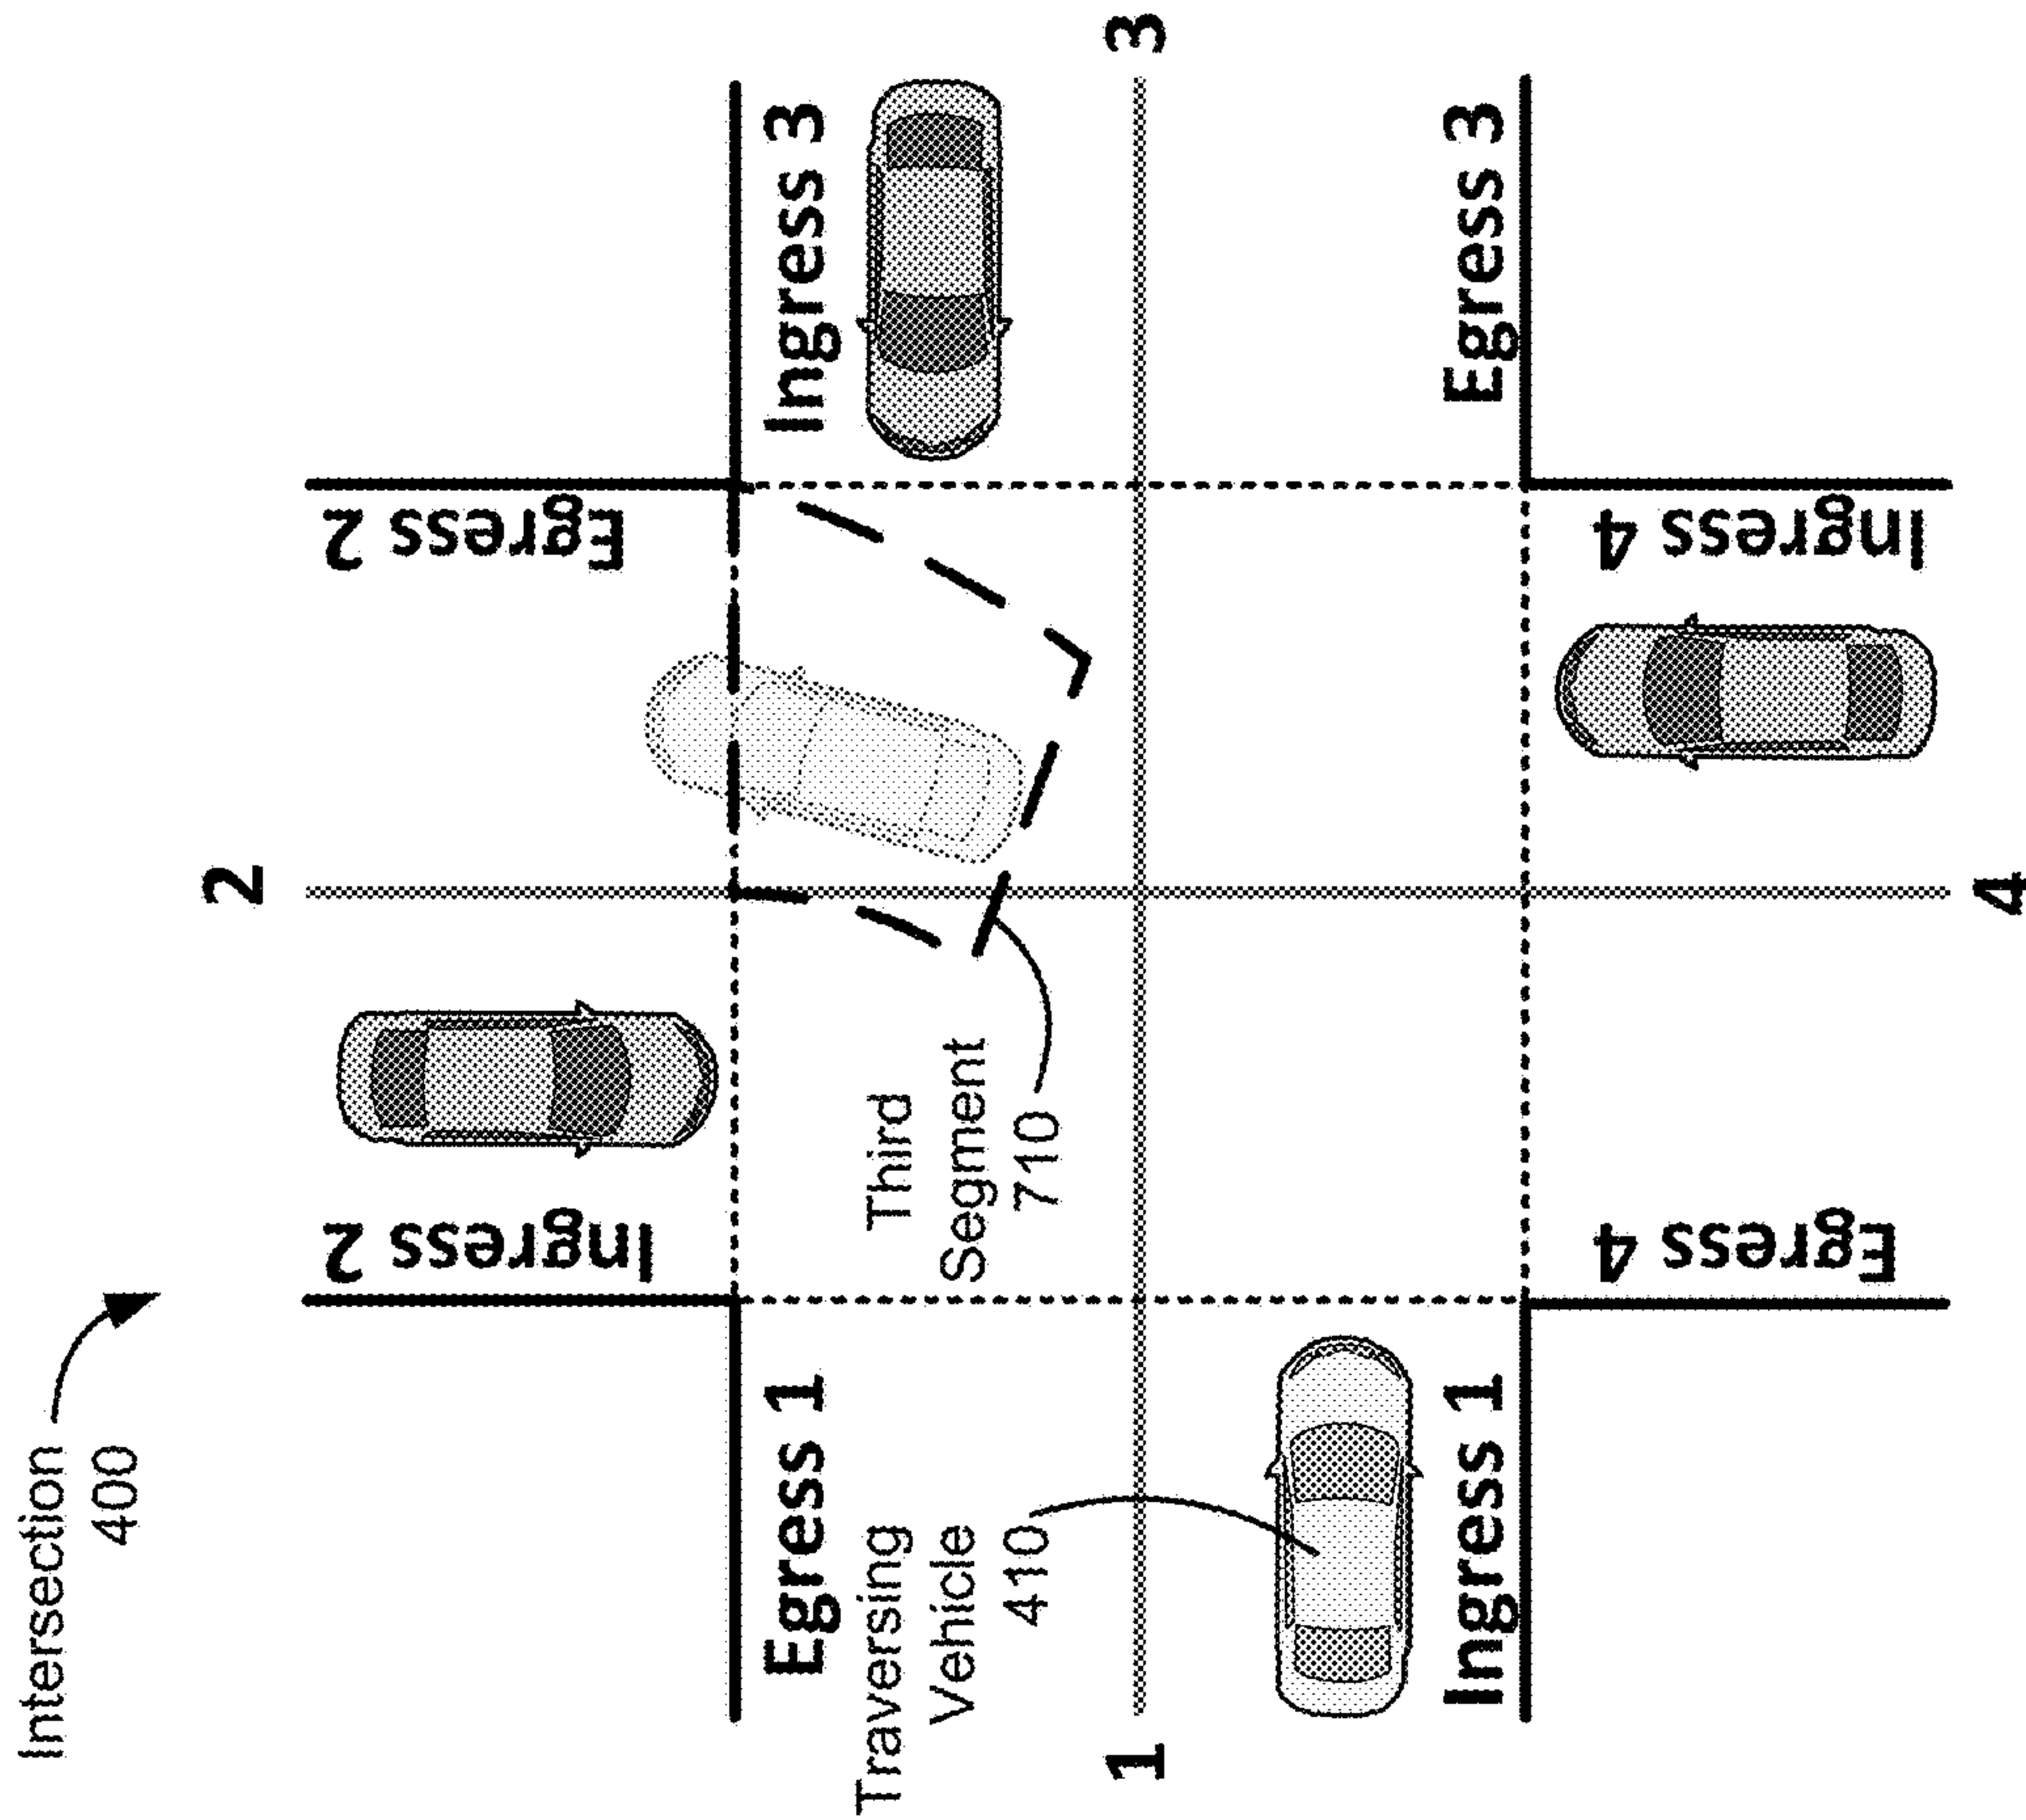 Intersection
400
2
Ingress 2
Egress 2
Egress 1
Ingress 3
Traversing
Vehicle
410
Third
Segment
710
1
3
Ingress 1
Egress 3
Egress 4
Ingress 4
4